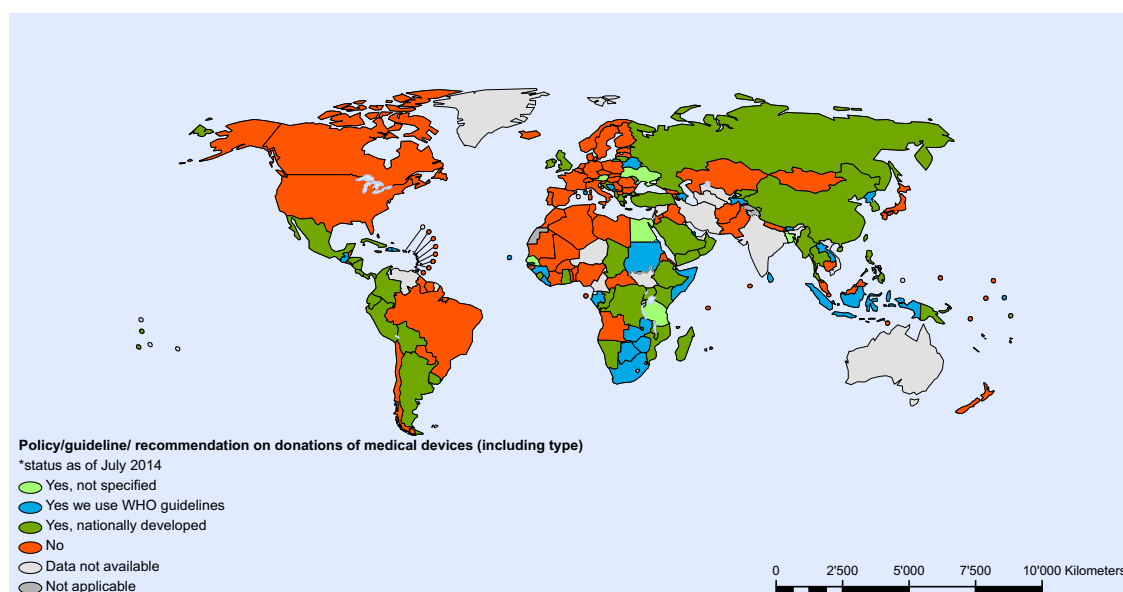 Policy/guideline/ recommendation on donations of medical devices (including type)
*status as of July 2014
Yes, not specified
Yes we use WHO guidelines
Yes, nationally developed
No
Data not available
Not applicable
0 2'500 5'000 7'500 10'000 Kilometers